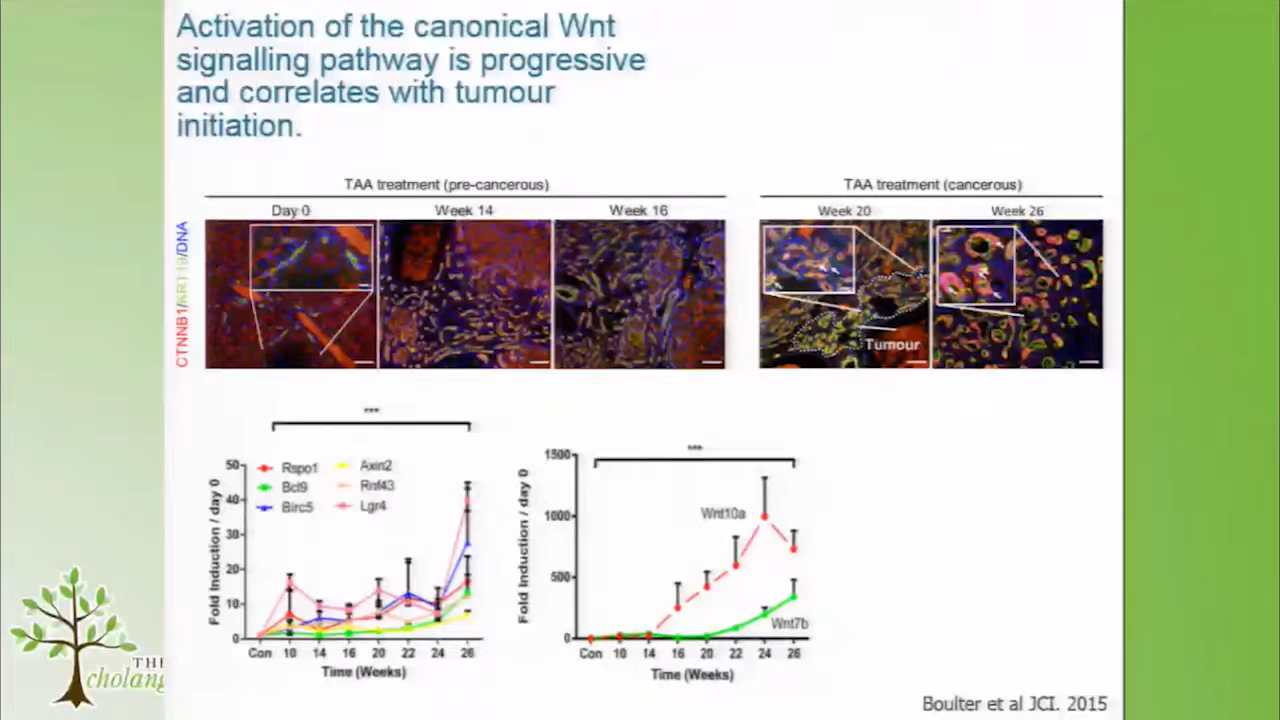 Activation of the canonical Wnt
signalling pathway is progressive
and correlates with tumour
initiation.
TAA treatment (pre-cancerous)
TAA treatment (cancerous)
Day 0
Week 14
Week 16
Week 20
Week 26
CTNNB1/KRT19/DNA
Tumour
***
50
40
30
20
10
0
Fold Induction / day 0
Rspo1
Bcl9
Birc5
Axin2
Rnf43
Lgr4
Con 10 14 16 20 22 24 26
Time (Weeks)
***
1500
1000
500
0
Fold Induction / day 0
Wnt10a
Wnt7b
Con 10 14 16 20 22 24 26
Time (Weeks)
Boulter et al JCI. 2015
THE
cholang